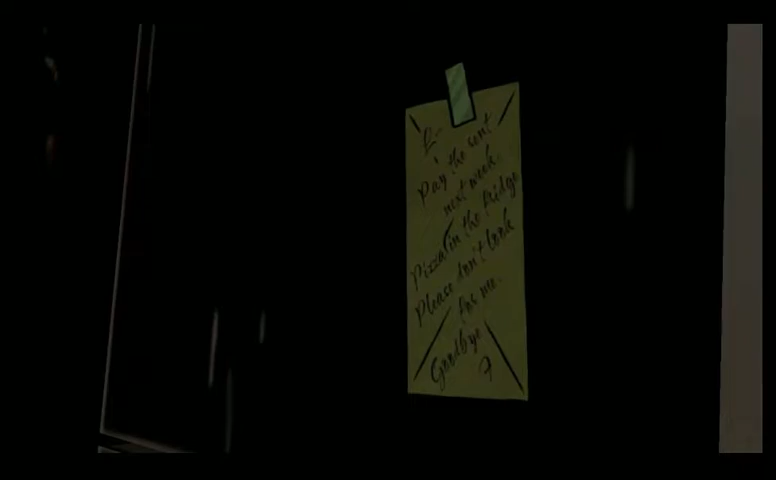 L-
Pay the rent
next week.
Pizza in the fridge
Please don't look
for me.
Goodbye